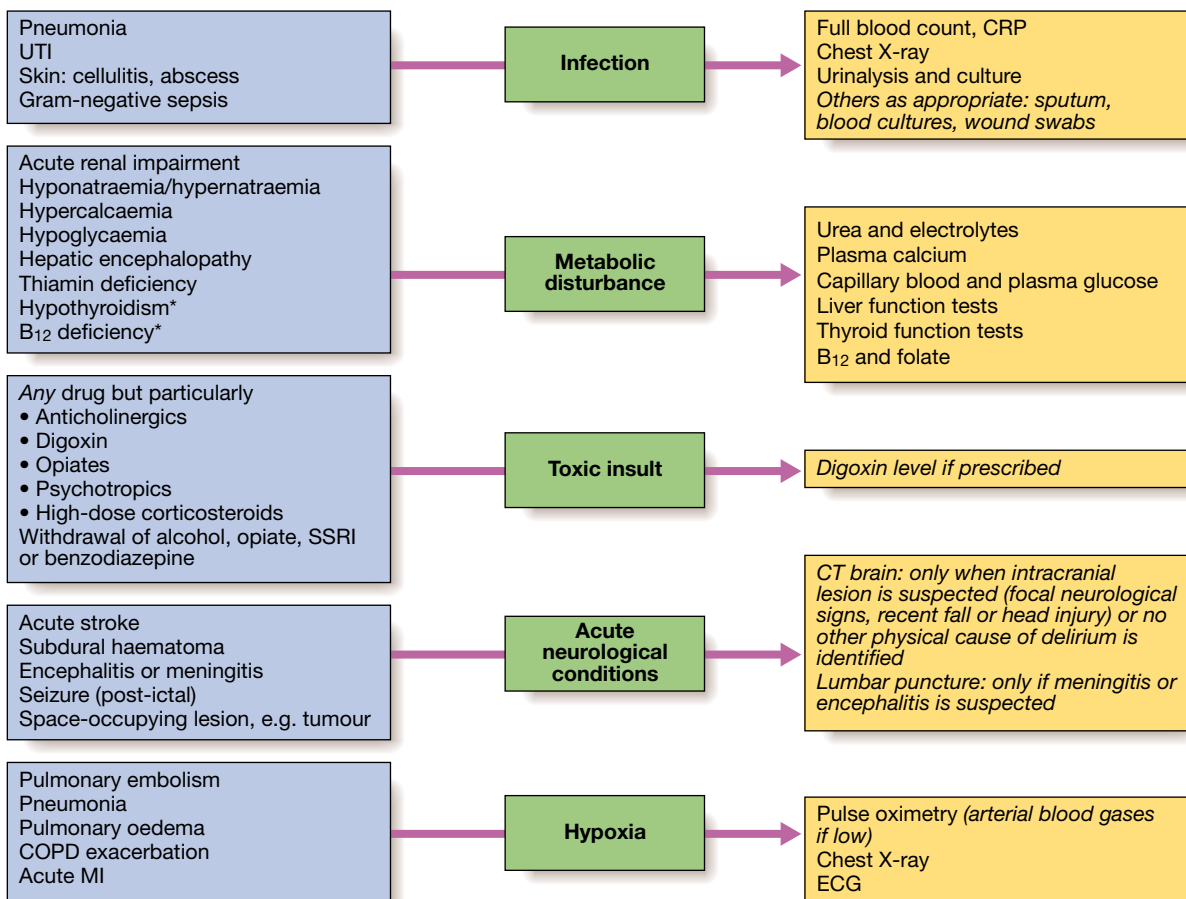 Pneumonia
UTI
Skin: cellulitis, abscess
Gram-negative sepsis
Infection
Full blood count, CRP
Chest X-ray
Urinalysis and culture
Others as appropriate: sputum,
blood cultures, wound swabs
Acute renal impairment
Hyponatraemia/hypernatraemia
Hypercalcaemia
Hypoglycaemia
Hepatic encephalopathy
Thiamin deficiency
Hypothyroidism*
B₁₂ deficiency*
Metabolic
disturbance
Urea and electrolytes
Plasma calcium
Capillary blood and plasma glucose
Liver function tests
Thyroid function tests
B₁₂ and folate
Any drug but particularly
• Anticholinergics
• Digoxin
• Opiates
• Psychotropics
• High-dose corticosteroids
Withdrawal of alcohol, opiate, SSRI
or benzodiazepine
Toxic insult
Digoxin level if prescribed
Acute stroke
Subdural haematoma
Encephalitis or meningitis
Seizure (post-ictal)
Space-occupying lesion, e.g. tumour
Acute
neurological
conditions
CT brain: only when intracranial
lesion is suspected (focal neurological
signs, recent fall or head injury) or no
other physical cause of delirium is
identified
Lumbar puncture: only if meningitis or
encephalitis is suspected
Pulmonary embolism
Pneumonia
Pulmonary oedema
COPD exacerbation
Acute MI
Hypoxia
Pulse oximetry (arterial blood gases
if low)
Chest X-ray
ECG